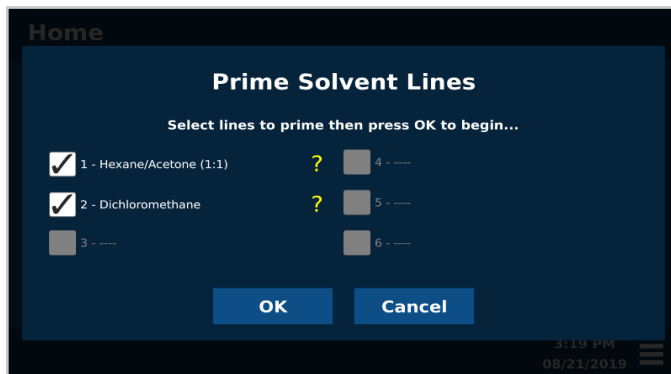 Home
Prime Solvent Lines
Select lines to prime then press OK to begin...
1 - Hexane/Acetone (1:1) ?
2 - Dichloromethane ?
3 - ----
4 - ----
5 - ----
6 - ----
OK
Cancel
3:19 PM
08/21/2019